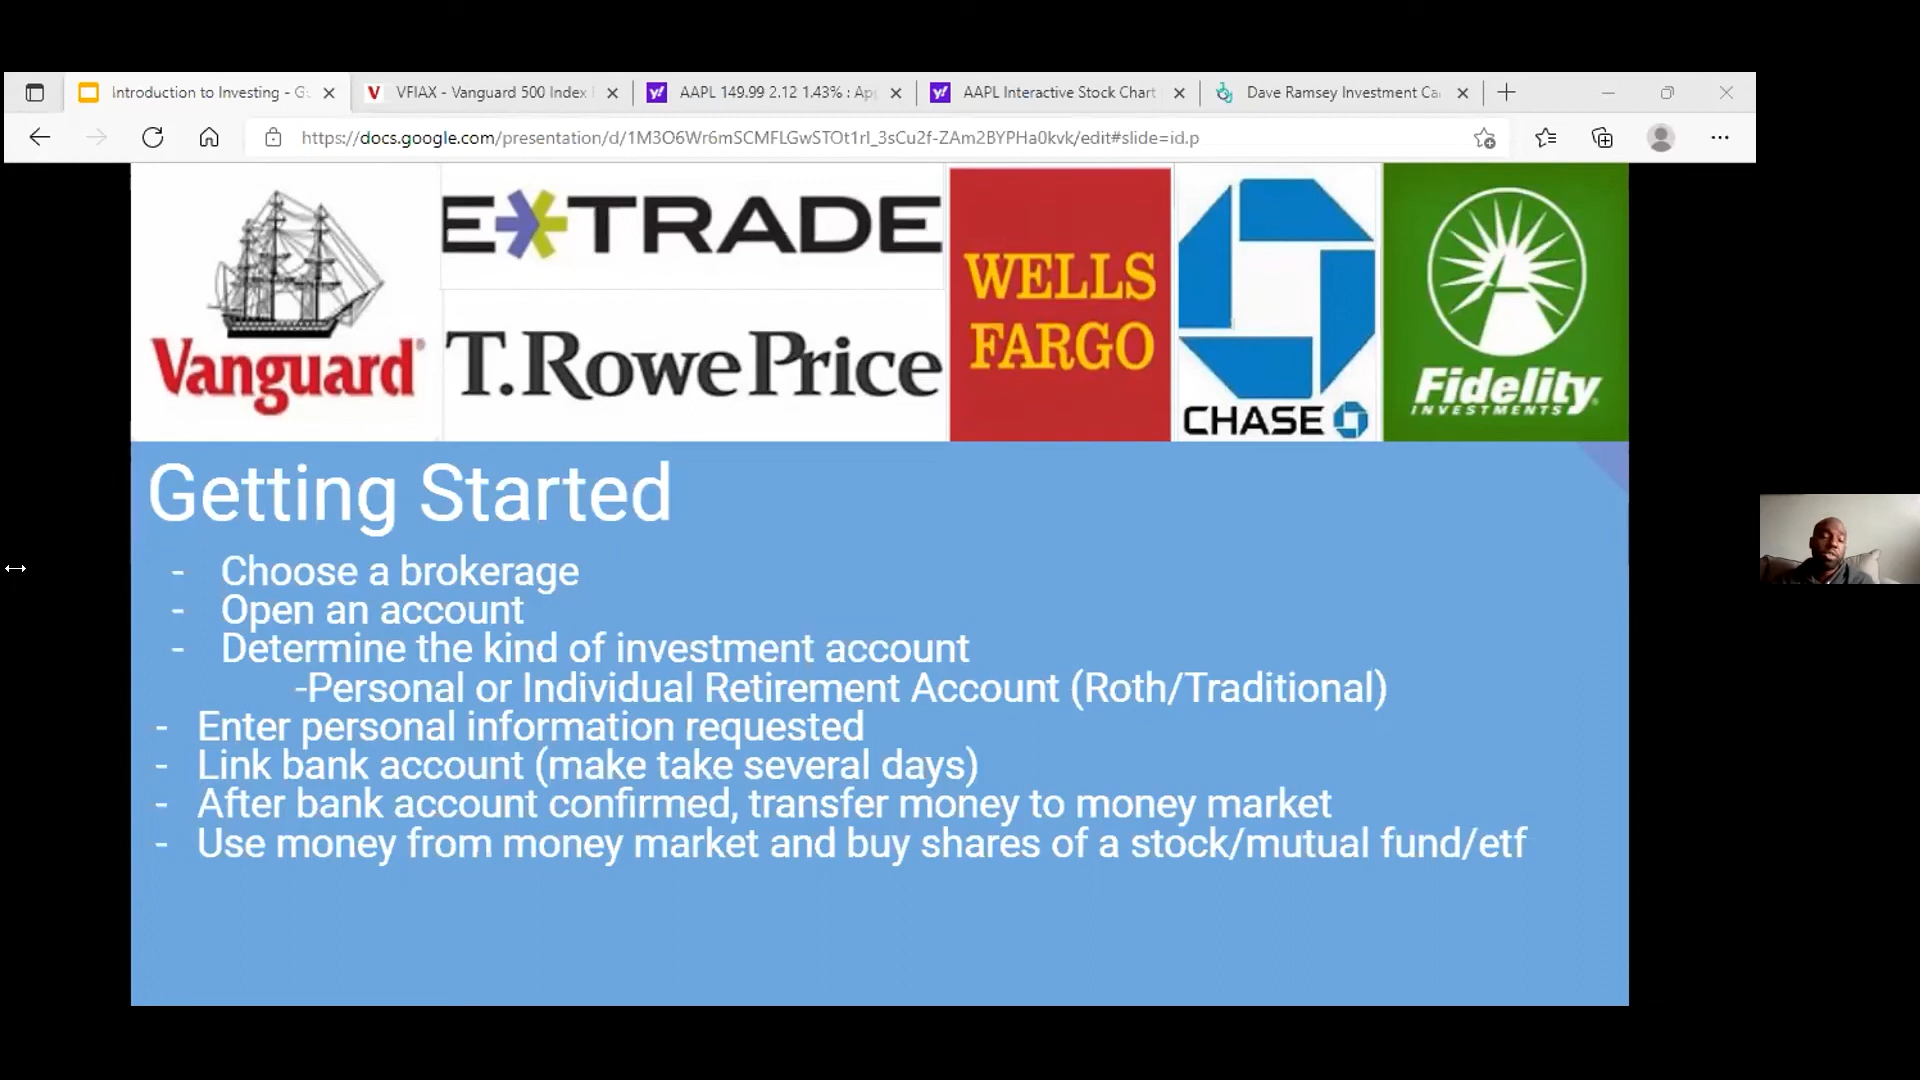 Introduction to Investing - G
VFIAX - Vanguard 500 Index
AAPL 149.99 2.12 1.43% : Ap
AAPL Interactive Stock Chart
Dave Ramsey Investment Ca
https://docs.google.com/presentation/d/1M3O6Wr6mSCMFLGwSTOt1rI_3sCu2f-ZAm2BYPHa0kvk/edit#slide=id.p
Vanguard®
E*TRADE
T.RowePrice
WELLS
FARGO
CHASE
Fidelity
INVESTMENTS®
Getting Started
- Choose a brokerage
- Open an account
- Determine the kind of investment account
-Personal or Individual Retirement Account (Roth/Traditional)
- Enter personal information requested
- Link bank account (make take several days)
- After bank account confirmed, transfer money to money market
- Use money from money market and buy shares of a stock/mutual fund/etf